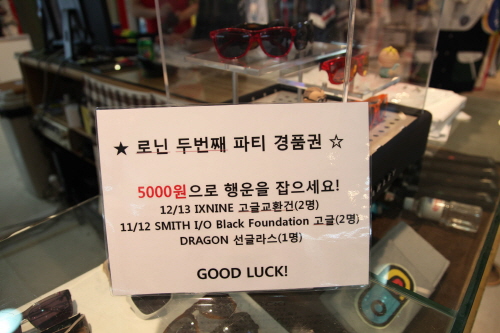 ★ 로닌 두번째 파티 경품권 ☆
5000원으로 행운을 잡으세요!
12/13 IXNINE 고글교환건(2명)
11/12 SMITH I/O Black Foundation 고글(2명)
DRAGON 선글라스(1명)
GOOD LUCK!